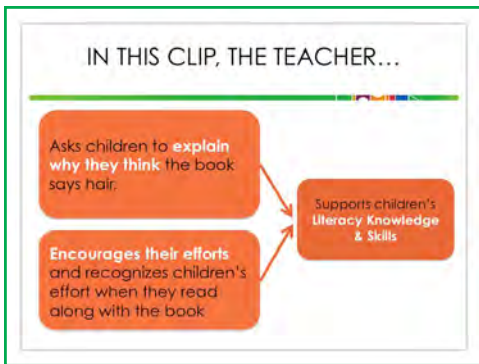 IN THIS CLIP, THE TEACHER…
Asks children to explain
why they think the book
says hair.
Encourages their efforts
and recognizes children's
effort when they read
along with the book
Supports children's
Literacy Knowledge
& Skills